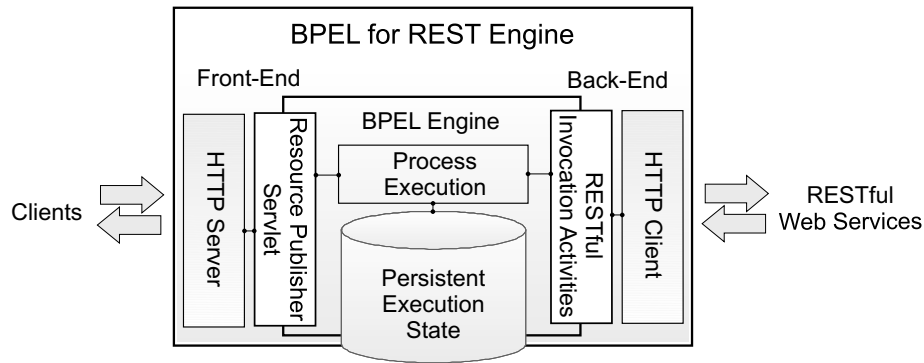 BPEL for REST Engine
Front-End
Back-End
BPEL Engine
HTTP Server
Resource Publisher
Servlet
Process
Execution
RESTful
Invocation Activities
HTTP Client
Clients
RESTful
Web Services
Persistent
Execution
State